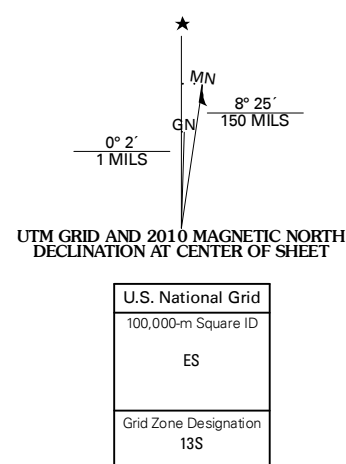 MN
8° 25´
150 MILS
GN
0° 2´
1 MILS
UTM GRID AND 2010 MAGNETIC NORTH
DECLINATION AT CENTER OF SHEET
U.S. National Grid
100,000-m Square ID
ES
Grid Zone Designation
13S